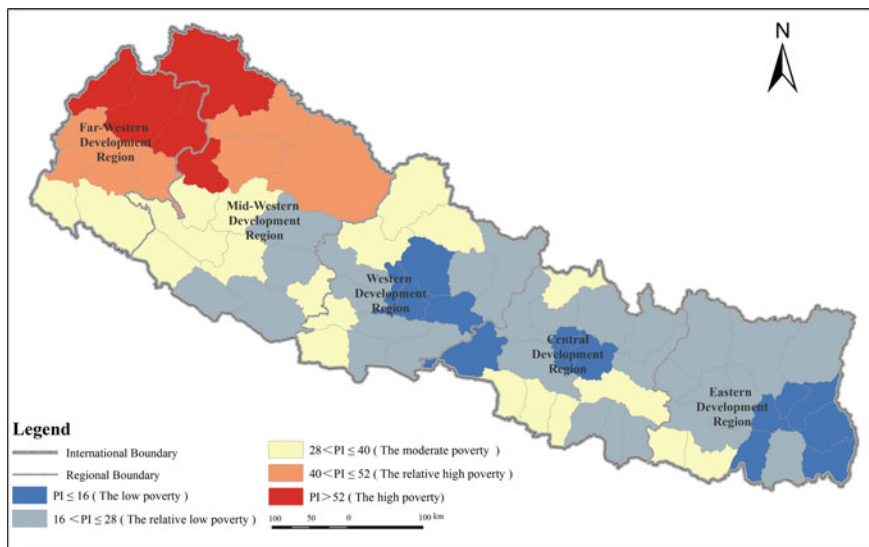 N
Far-Western
Development
Region
Mid-Western
Development
Region
Western
Development
Region
Central
Development
Region
Eastern
Development
Region
Legend
International Boundary
Regional Boundary
PI ≤ 16 ( The low poverty )
16 < PI ≤ 28 ( The relative low poverty )
28 < PI ≤ 40 ( The moderate poverty )
40 < PI ≤ 52 ( The relative high poverty )
PI > 52 ( The high poverty)
100 50 0 100 km